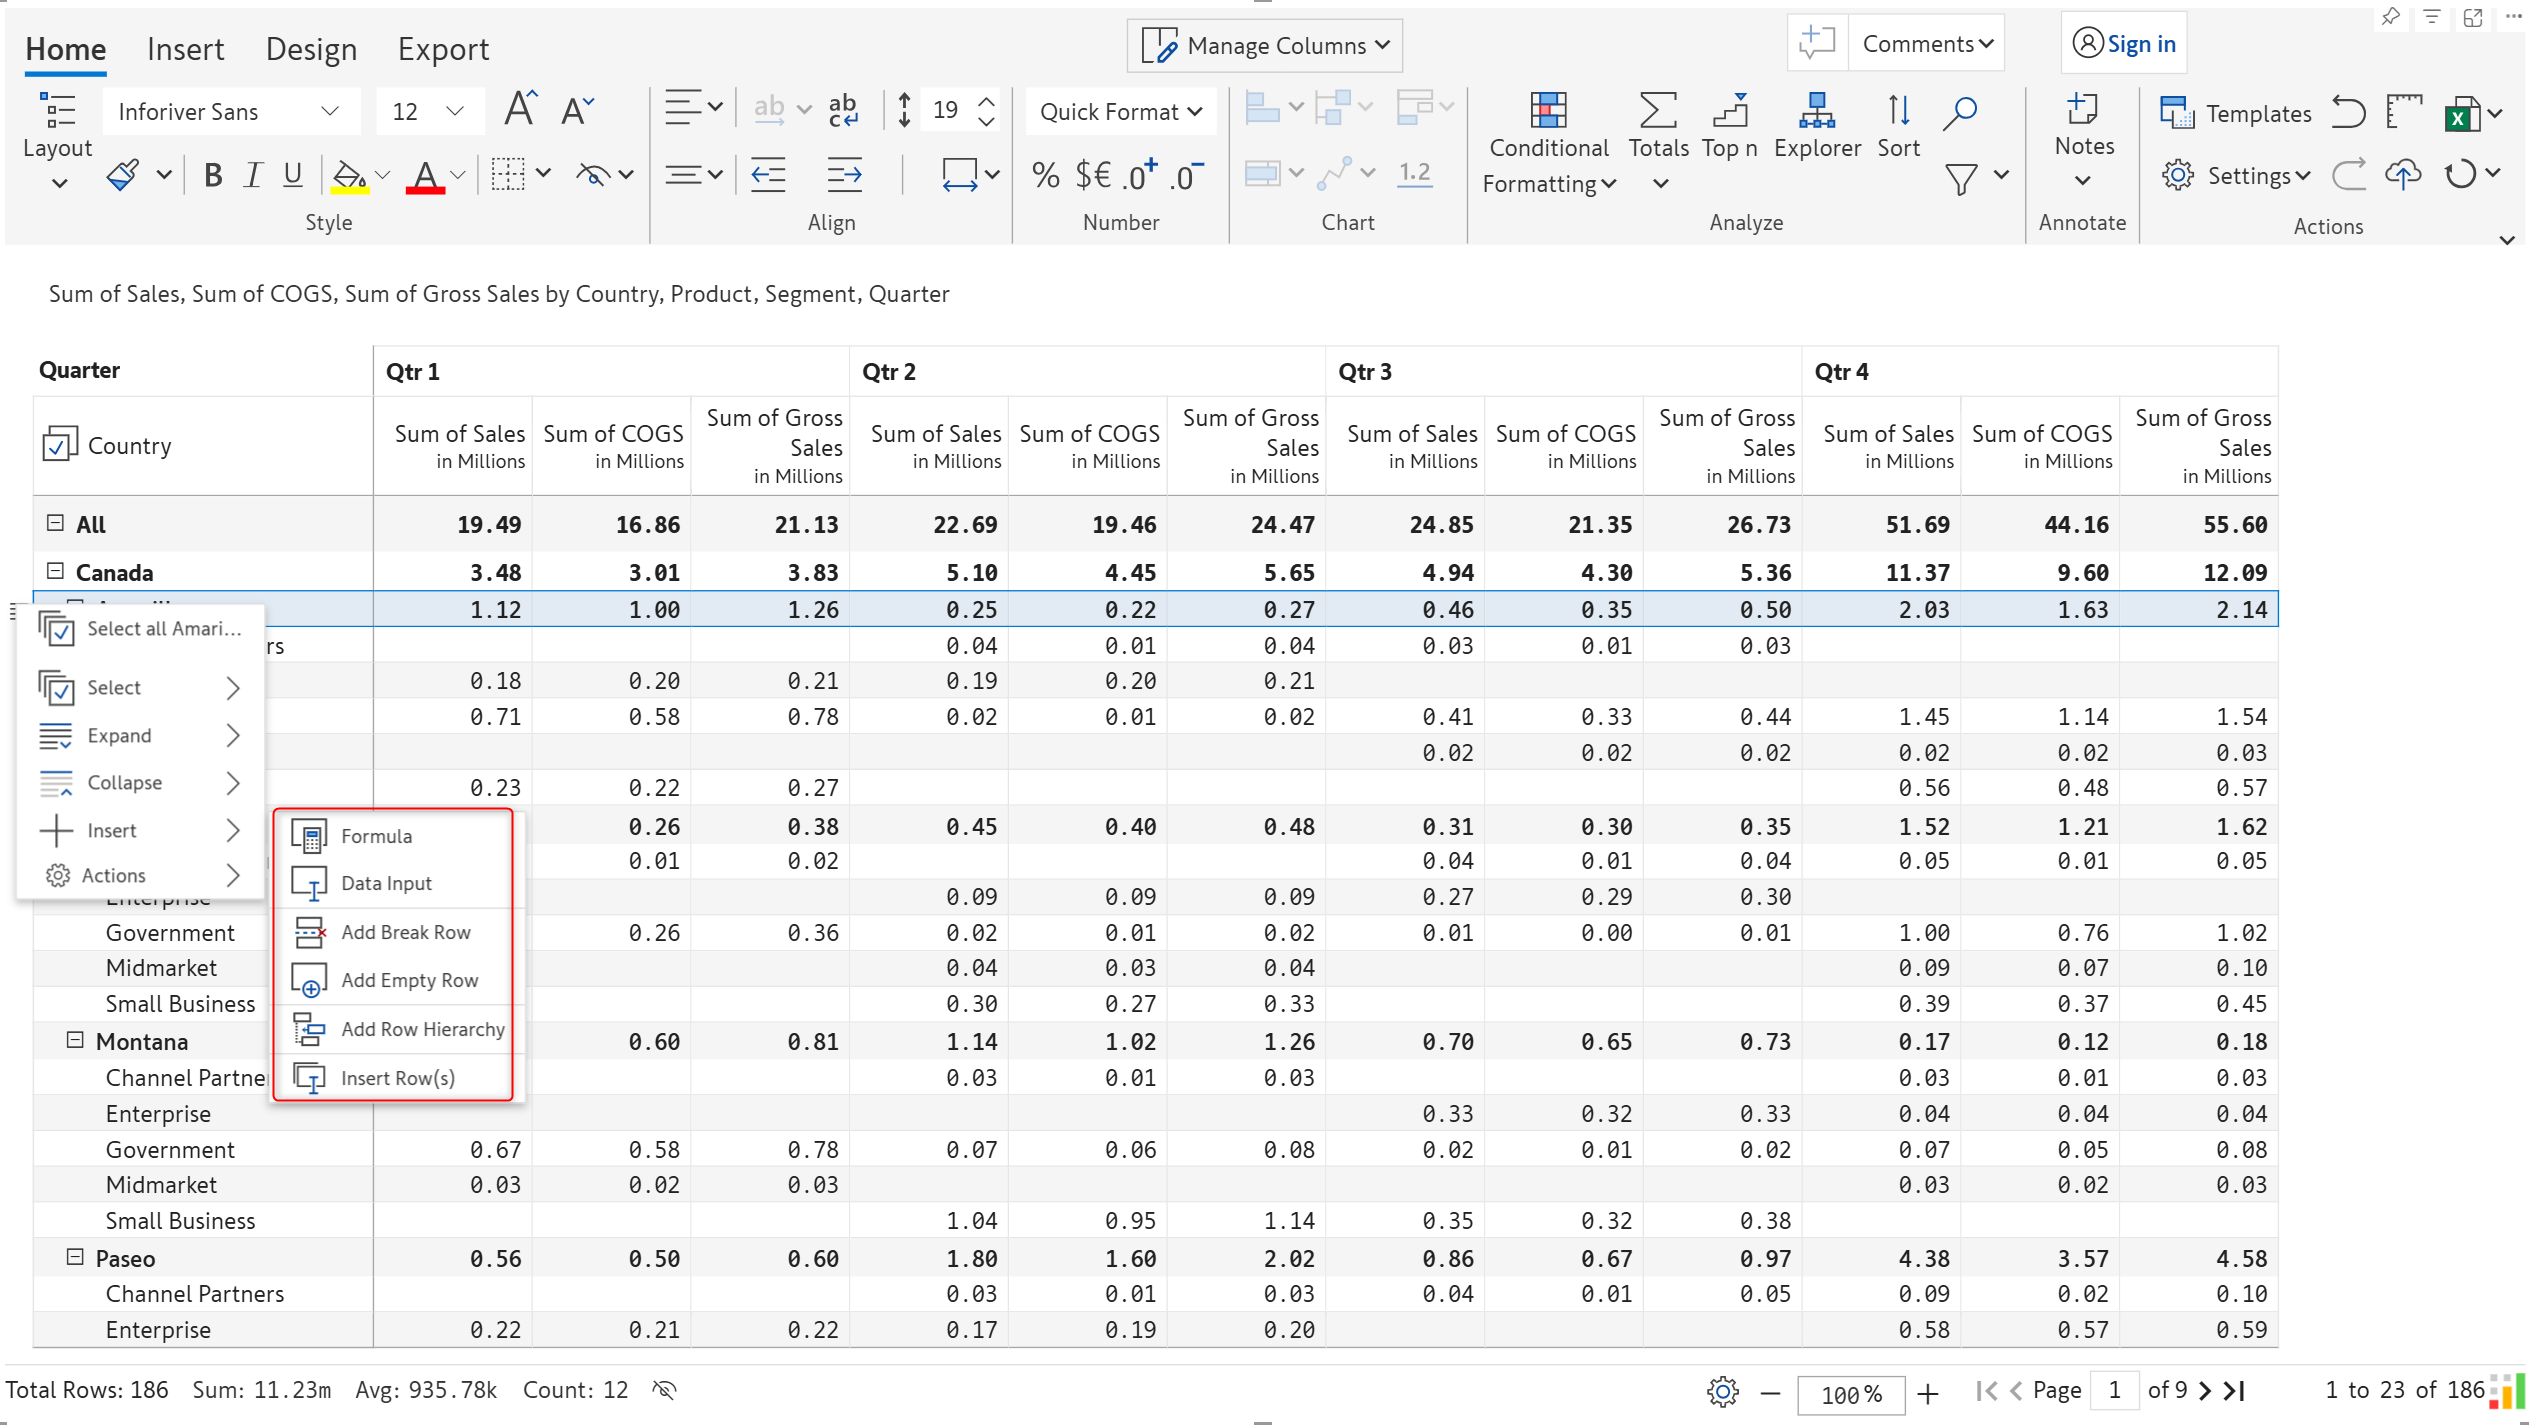 Home Insert Design Export Manage Columns Comments Sign in
Inforiver Sans 12 19 Quick Format Templates
Layout Conditional Formatting Totals Top n Explorer Sort Notes
B I U % $€ .0+ .0- 1.2 Settings
Style Align Number Chart Analyze Annotate Actions
Sum of Sales, Sum of COGS, Sum of Gross Sales by Country, Product, Segment, Quarter
Quarter Qtr 1 Qtr 2 Qtr 3 Qtr 4
Country Sum of Sales in Millions Sum of COGS in Millions Sum of Gross Sales in Millions Sum of Sales in Millions Sum of COGS in Millions Sum of Gross Sales in Millions Sum of Sales in Millions Sum of COGS in Millions Sum of Gross Sales in Millions Sum of Sales in Millions Sum of COGS in Millions Sum of Gross Sales in Millions
All 19.49 16.86 21.13 22.69 19.46 24.47 24.85 21.35 26.73 51.69 44.16 55.60
Canada 3.48 3.01 3.83 5.10 4.45 5.65 4.94 4.30 5.36 11.37 9.60 12.09
1.12 1.00 1.26 0.25 0.22 0.27 0.46 0.35 0.50 2.03 1.63 2.14
Select all Amari...
rs 0.04 0.01 0.04 0.03 0.01 0.03
Select 0.18 0.20 0.21 0.19 0.20 0.21
0.71 0.58 0.78 0.02 0.01 0.02 0.41 0.33 0.44 1.45 1.14 1.54
Expand 0.02 0.02 0.02 0.02 0.02 0.03
Collapse 0.23 0.22 0.27 0.56 0.48 0.57
Insert Formula 0.26 0.38 0.45 0.40 0.48 0.31 0.30 0.35 1.52 1.21 1.62
Actions 0.01 0.02 0.04 0.01 0.04 0.05 0.01 0.05
Enterprise Data Input 0.09 0.09 0.09 0.27 0.29 0.30
Government Add Break Row 0.26 0.36 0.02 0.01 0.02 0.01 0.00 0.01 1.00 0.76 1.02
Midmarket Add Empty Row 0.04 0.03 0.04 0.09 0.07 0.10
Small Business 0.30 0.27 0.33 0.39 0.37 0.45
Montana Add Row Hierarchy 0.60 0.81 1.14 1.02 1.26 0.70 0.65 0.73 0.17 0.12 0.18
Channel Partne Insert Row(s) 0.03 0.01 0.03 0.03 0.01 0.03
Enterprise 0.33 0.32 0.33 0.04 0.04 0.04
Government 0.67 0.58 0.78 0.07 0.06 0.08 0.02 0.01 0.02 0.07 0.05 0.08
Midmarket 0.03 0.02 0.03 0.03 0.02 0.03
Small Business 1.04 0.95 1.14 0.35 0.32 0.38
Paseo 0.56 0.50 0.60 1.80 1.60 2.02 0.86 0.67 0.97 4.38 3.57 4.58
Channel Partners 0.03 0.01 0.03 0.04 0.01 0.05 0.09 0.02 0.10
Enterprise 0.22 0.21 0.22 0.17 0.19 0.20 0.58 0.57 0.59
Total Rows: 186 Sum: 11.23m Avg: 935.78k Count: 12 100% Page 1 of 9 1 to 23 of 186